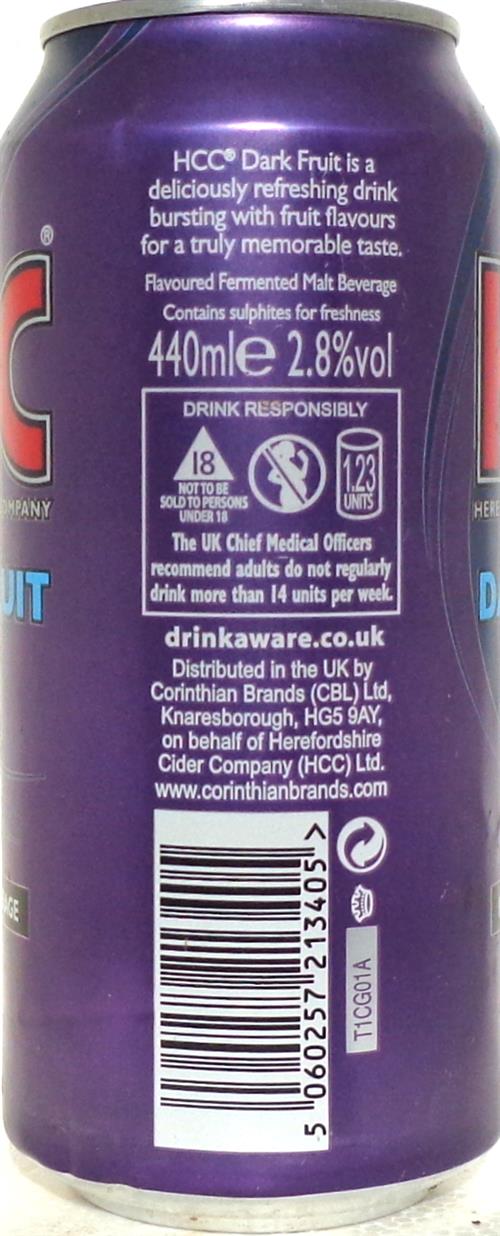 HCC® Dark Fruit is a
deliciously refreshing drink
bursting with fruit flavours
for a truly memorable taste.
Flavoured Fermented Malt Beverage
Contains sulphites for freshness
440ml℮ 2.8%vol
DRINK RESPONSIBLY
18
NOT TO BE
SOLD TO PERSONS
UNDER 18
1.23
UNITS
The UK Chief Medical Officers
recommend adults do not regularly
drink more than 14 units per week.
drinkaware.co.uk
Distributed in the UK by
Corinthian Brands (CBL) Ltd,
Knaresborough, HG5 9AY,
on behalf of Herefordshire
Cider Company (HCC) Ltd.
www.corinthianbrands.com
5 060257 213405 >
T1CG01A
®
C
OMPANY
UIT
AGE
HERE
D